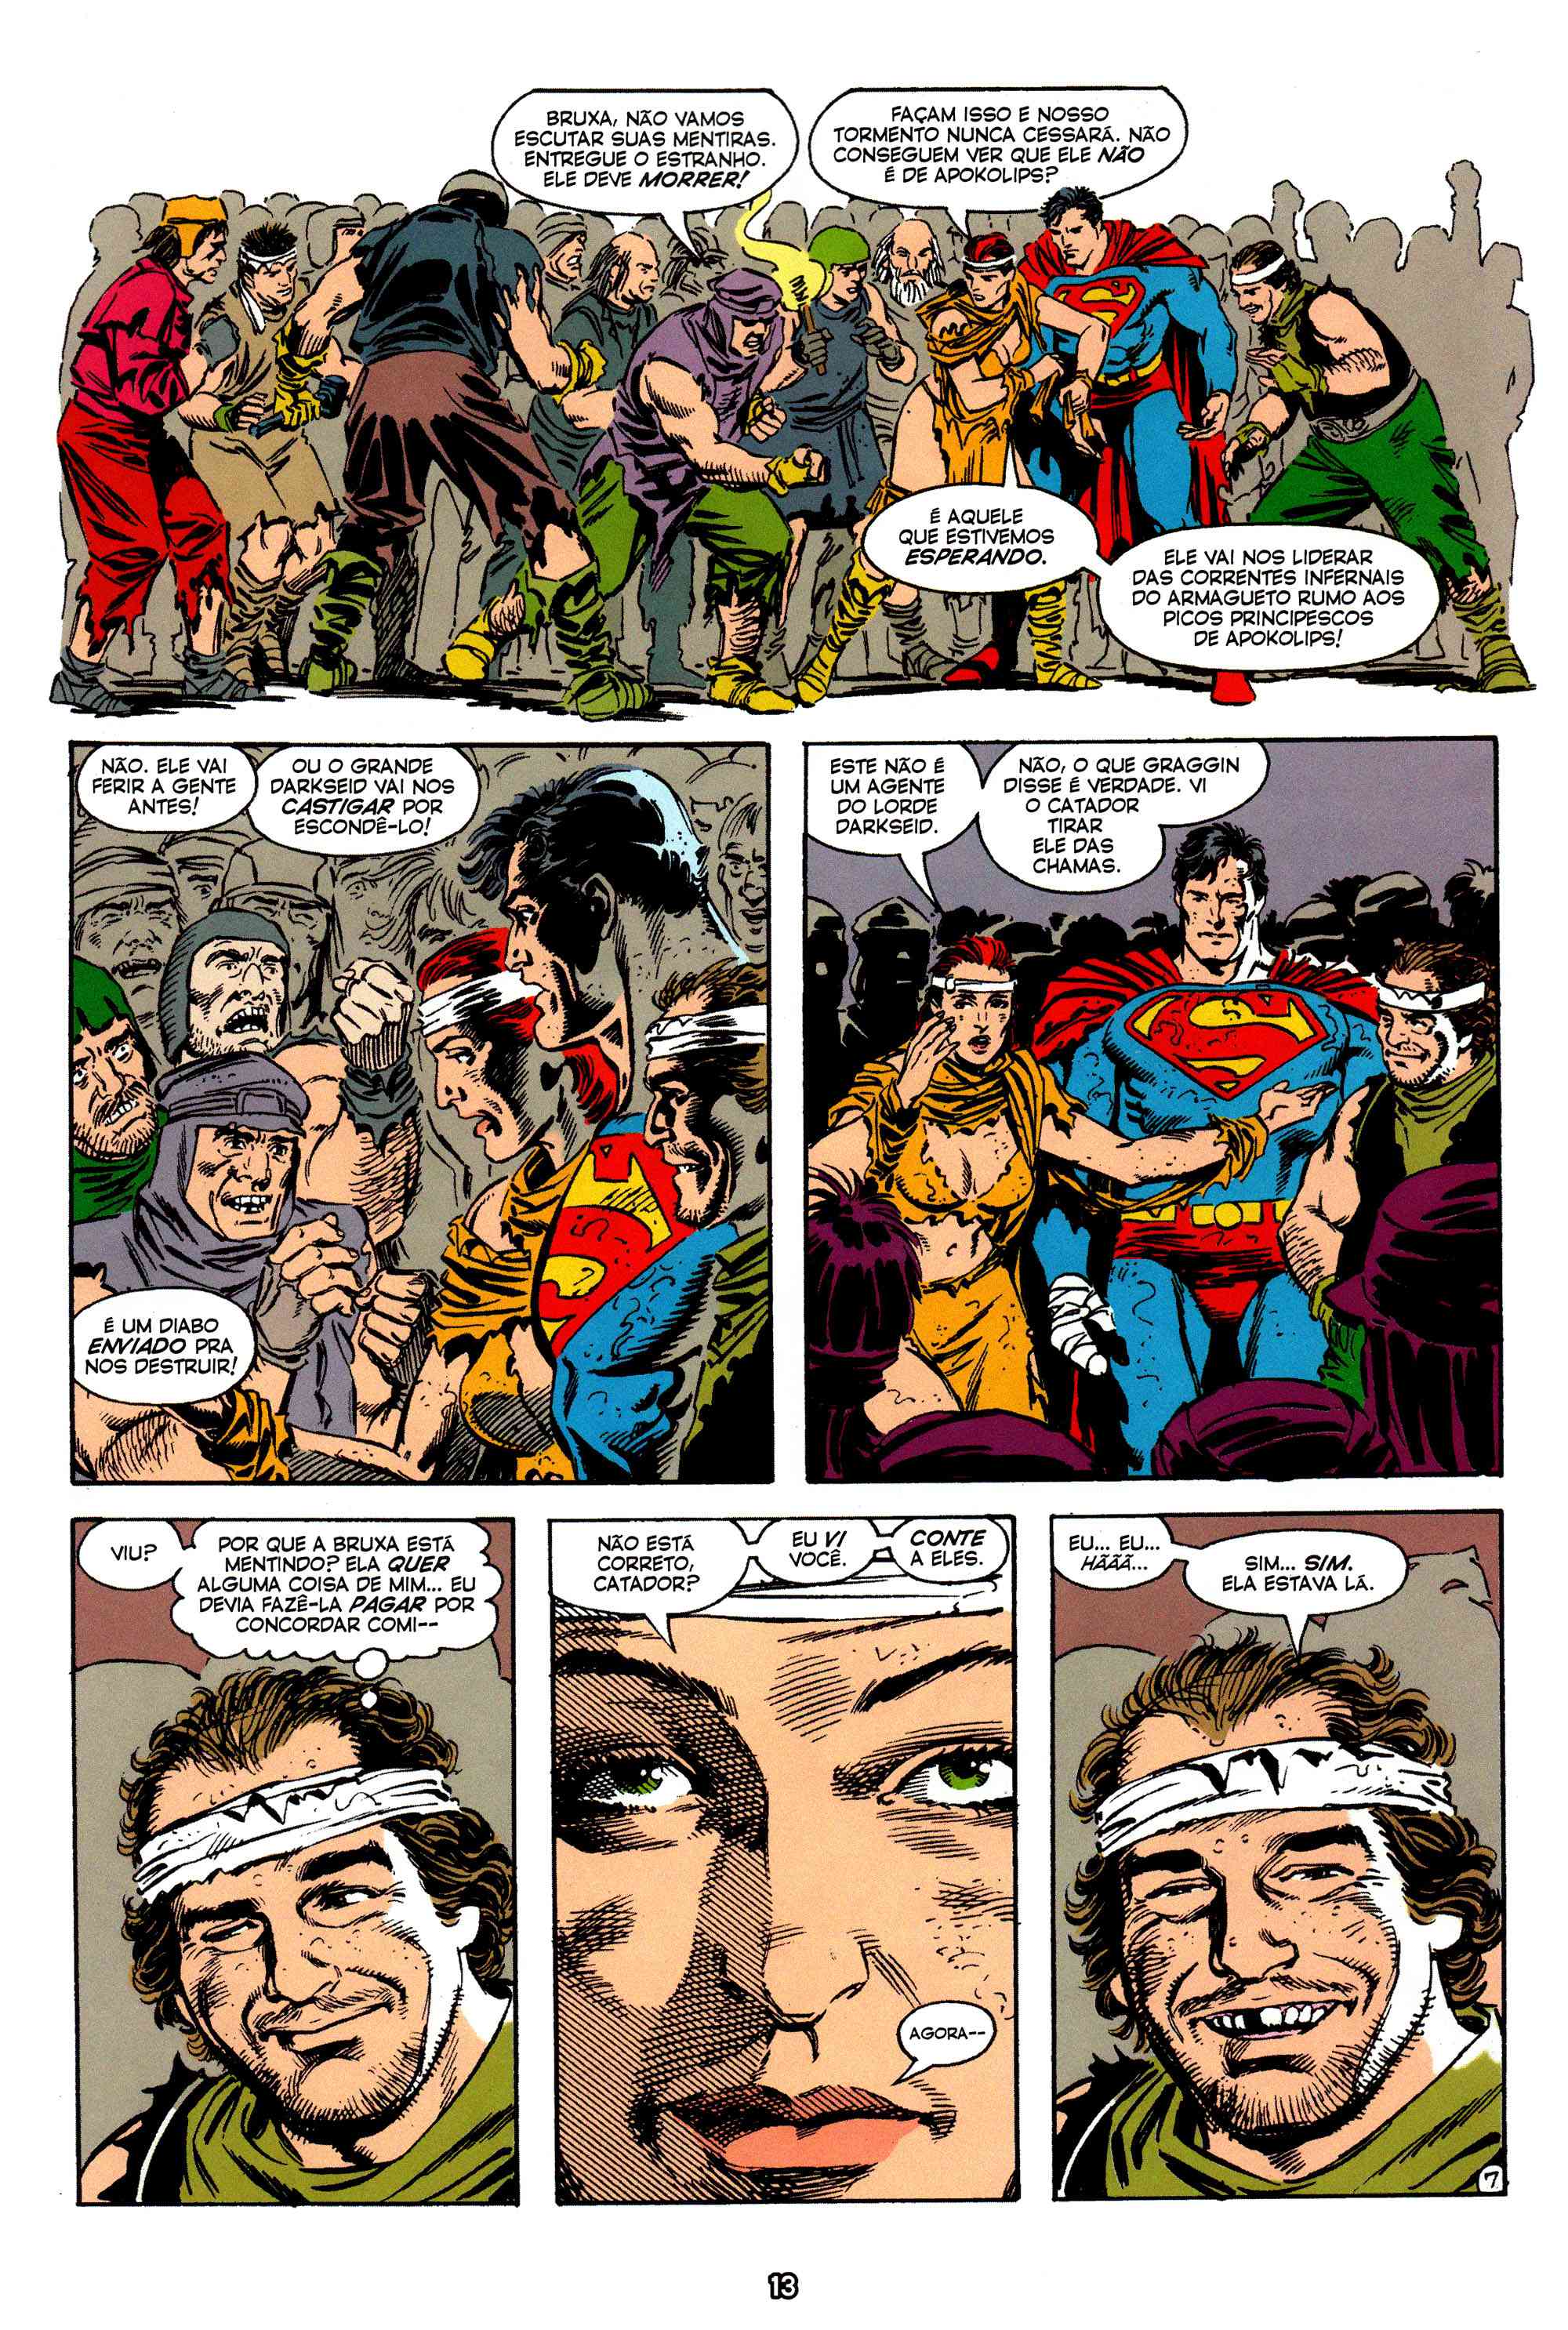 BRUXA, NÃO VAMOS
ESCUTAR SUAS MENTIRAS.
ENTREGUE O ESTRANHO.
ELE DEVE MORRER!
FAÇAM ISSO E NOSSO
TORMENTO NUNCA CESSARÁ. NÃO
CONSEGUEM VER QUE ELE NÃO
É DE APOKOLIPS?
É AQUELE
QUE ESTIVEMOS
ESPERANDO.
ELE VAI NOS LIDERAR
DAS CORRENTES INFERNAIS
DO ARMAGUETO RUMO AOS
PICOS PRINCIPESCOS
DE APOKOLIPS!
NÃO. ELE VAI
FERIR A GENTE
ANTES!
OU O GRANDE
DARKSEID VAI NOS
CASTIGAR POR
ESCONDÊ-LO!
É UM DIABO
ENVIADO PRA
NOS DESTRUIR!
ESTE NÃO É
UM AGENTE
DO LORDE
DARKSEID.
NÃO, O QUE GRAGGIN
DISSE É VERDADE. VI
O CATADOR
TIRAR
ELE DAS
CHAMAS.
VIU?
POR QUE A BRUXA ESTÁ
MENTINDO? ELA QUER
ALGUMA COISA DE MIM... EU
DEVIA FAZÊ-LA PAGAR POR
CONCORDAR COMI--
NÃO ESTÁ
CORRETO,
CATADOR?
EU VI
VOCÊ.
CONTE
A ELES.
AGORA--
EU... EU...
HÃÃÃ...
SIM... SIM.
ELA ESTAVA LÁ.
7
13